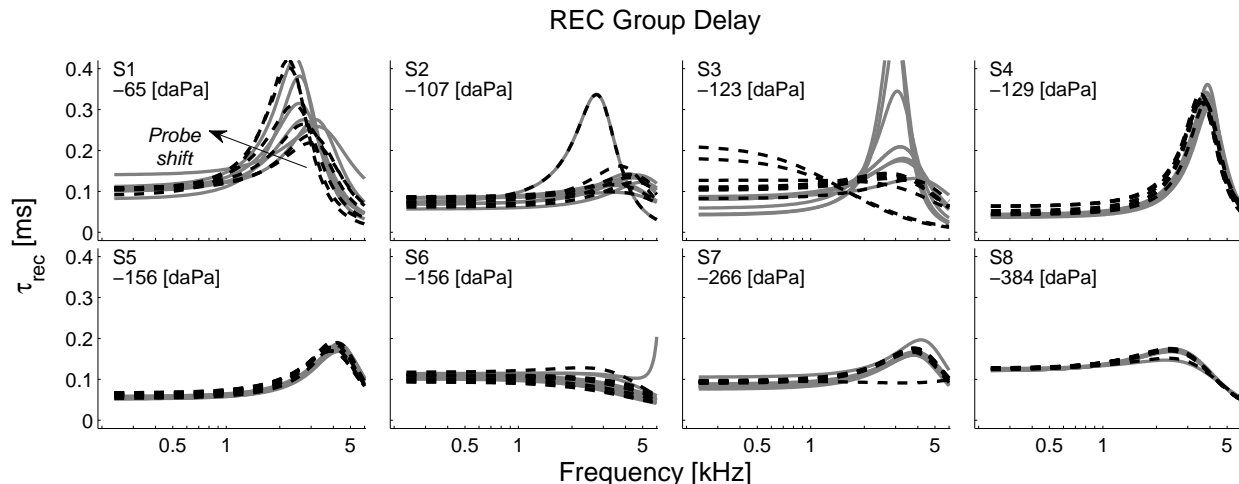 REC Group Delay
S1
−65 [daPa]
Probe
shift
S2
−107 [daPa]
S3
−123 [daPa]
S4
−129 [daPa]
0.4
0.3
0.2
0.1
0
S5
−156 [daPa]
S6
−156 [daPa]
S7
−266 [daPa]
S8
−384 [daPa]
0.4
0.3
0.2
0.1
0
τrec [ms]
0.5 1 5
0.5 1 5
0.5 1 5
0.5 1 5
Frequency [kHz]